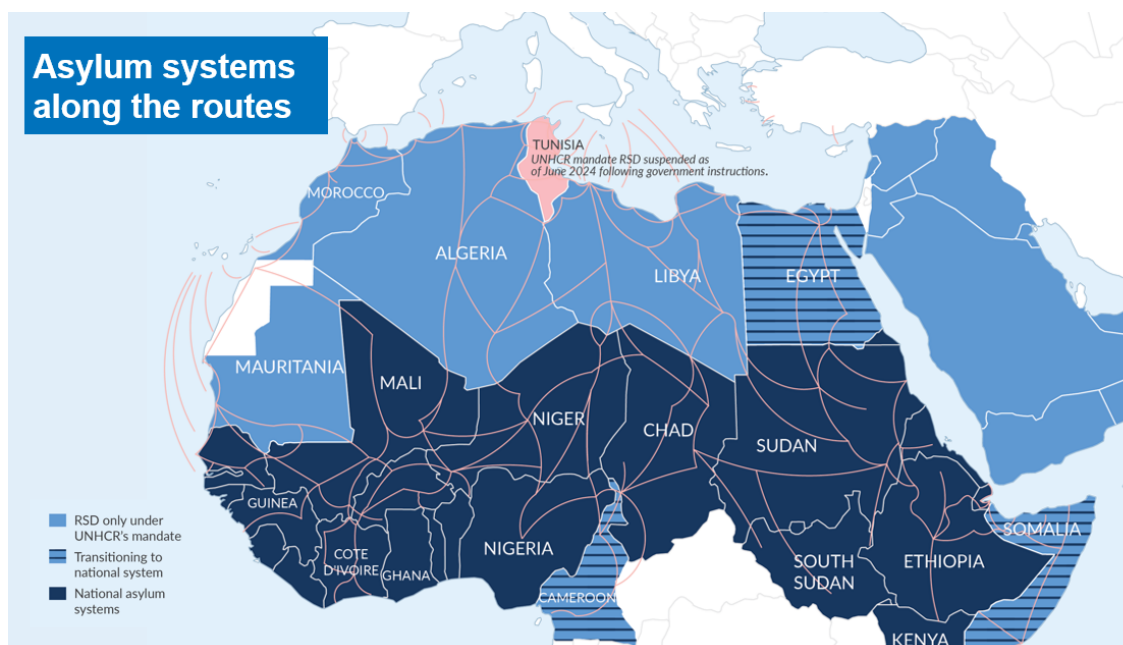 Asylum systems
along the routes
TUNISIA
UNHCR mandate RSD suspended as
of June 2024 following government instructions.
MOROCCO
ALGERIA
LIBYA
EGYPT
MAURITANIA
MALI
NIGER
CHAD
SUDAN
GUINEA
COTE
D'IVOIRE
GHANA
NIGERIA
CAMEROON
SOUTH
SUDAN
ETHIOPIA
SOMALIA
KENYA
RSD only under
UNHCR's mandate
Transitioning to
national system
National asylum
systems